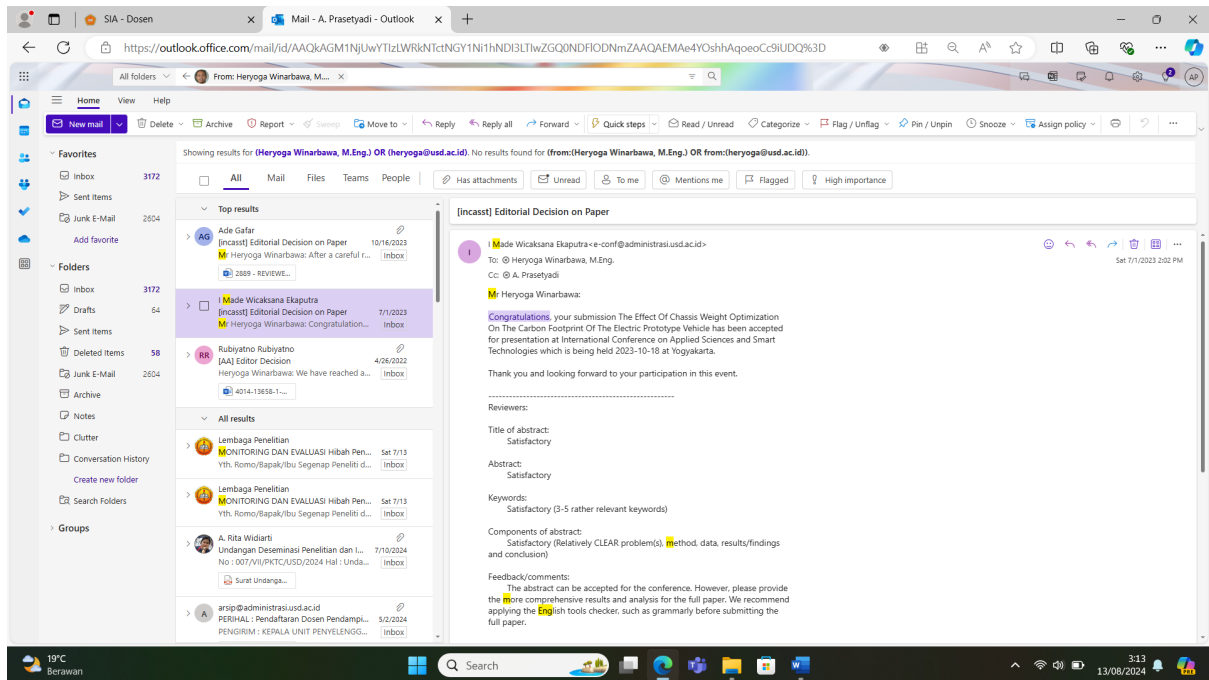 SIA - Dosen
Mail - A. Prasetyadi - Outlook
https://outlook.office.com/mail/id/AAQkAGM1NjUwYTIzLWRkNTctNGY1Ni1hNDI3LTIwZGQ0NDFlODNmZAAQAEMAe4YOshhAqoeoCc9iUDQ%3D
All folders
From: Heryoga Winarbawa, M....
AP
Home View Help
New mail Delete Archive Report Sweep Move to Reply Reply all Forward Quick steps Read / Unread Categorize Flag / Unflag Pin / Unpin Snooze Assign policy
Favorites
Inbox 3172
Sent Items
Junk E-Mail 2604
Add favorite
Folders
Inbox 3172
Drafts 64
Sent Items
Deleted Items 58
Junk E-Mail 2604
Archive
Notes
Clutter
Conversation History
Create new folder
Search Folders
Groups
Showing results for (Heryoga Winarbawa, M.Eng.) OR (heryoga@usd.ac.id). No results found for (from:(Heryoga Winarbawa, M.Eng.) OR from:(heryoga@usd.ac.id)).
All Mail Files Teams People Has attachments Unread To me Mentions me Flagged High importance
Top results
AG
Ade Gafar
[incasst] Editorial Decision on Paper 10/16/2023
Mr Heryoga Winarbawa: After a careful r... Inbox
2889 - REVIEWE...
I Made Wicaksana Ekaputra
[incasst] Editorial Decision on Paper 7/1/2023
Mr Heryoga Winarbawa: Congratulation... Inbox
RR
Rubiyatno Rubiyatno
[AA] Editor Decision 4/26/2022
Heryoga Winarbawa: We have reached a... Inbox
4014-13658-1-...
All results
Lembaga Penelitian
MONITORING DAN EVALUASI Hibah Pen... Sat 7/13
Yth. Romo/Bapak/Ibu Segenap Peneliti d... Inbox
Lembaga Penelitian
MONITORING DAN EVALUASI Hibah Pen... Sat 7/13
Yth. Romo/Bapak/Ibu Segenap Peneliti d... Inbox
A. Rita Widiarti
Undangan Deseminasi Penelitian dan I... 7/10/2024
No : 007/VII/PKTC/USD/2024 Hal : Unda... Inbox
Surat Undanga...
A
arsip@administrasi.usd.ac.id
PERIHAL : Pendaftaran Dosen Pendampi... 5/2/2024
PENGIRIM : KEPALA UNIT PENYELENGG... Inbox
[incasst] Editorial Decision on Paper
I
I Made Wicaksana Ekaputra<e-conf@administrasi.usd.ac.id>
To: Heryoga Winarbawa, M.Eng.
Sat 7/1/2023 2:02 PM
Cc: A. Prasetyadi
Mr Heryoga Winarbawa:
Congratulations, your submission The Effect Of Chassis Weight Optimization
On The Carbon Footprint Of The Electric Prototype Vehicle has been accepted
for presentation at International Conference on Applied Sciences and Smart
Technologies which is being held 2023-10-18 at Yogyakarta.
Thank you and looking forward to your participation in this event.
------------------------------------------------------
Reviewers:
Title of abstract:
Satisfactory
Abstract:
Satisfactory
Keywords:
Satisfactory (3-5 rather relevant keywords)
Components of abstract:
Satisfactory (Relatively CLEAR problem(s), method, data, results/findings
and conclusion)
Feedback/comments:
The abstract can be accepted for the conference. However, please provide
the more comprehensive results and analysis for the full paper. We recommend
applying the English tools checker, such as grammarly before submitting the
full paper.
19°C
Berawan
Search
3:13
13/08/2024